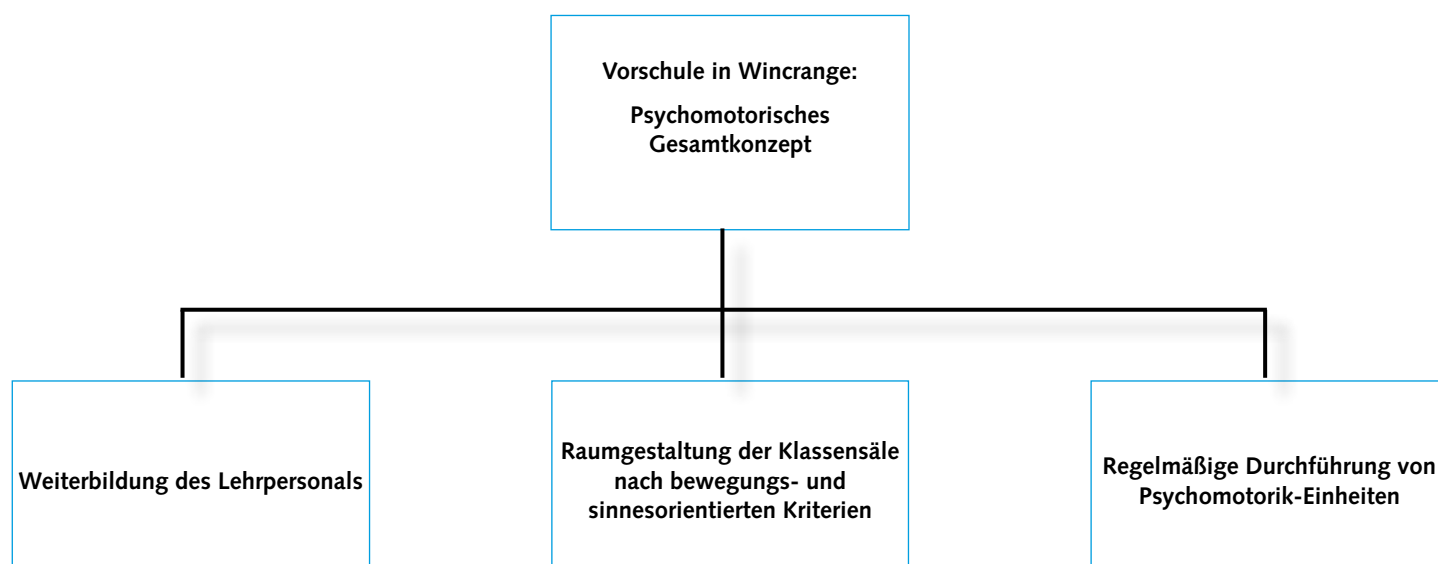 Vorschule in Wincrange:
Psychomotorisches
Gesamtkonzept
Weiterbildung des Lehrpersonals
Raumgestaltung der Klassensäle
nach bewegungs- und
sinnesorientierten Kriterien
Regelmäßige Durchführung von
Psychomotorik-Einheiten